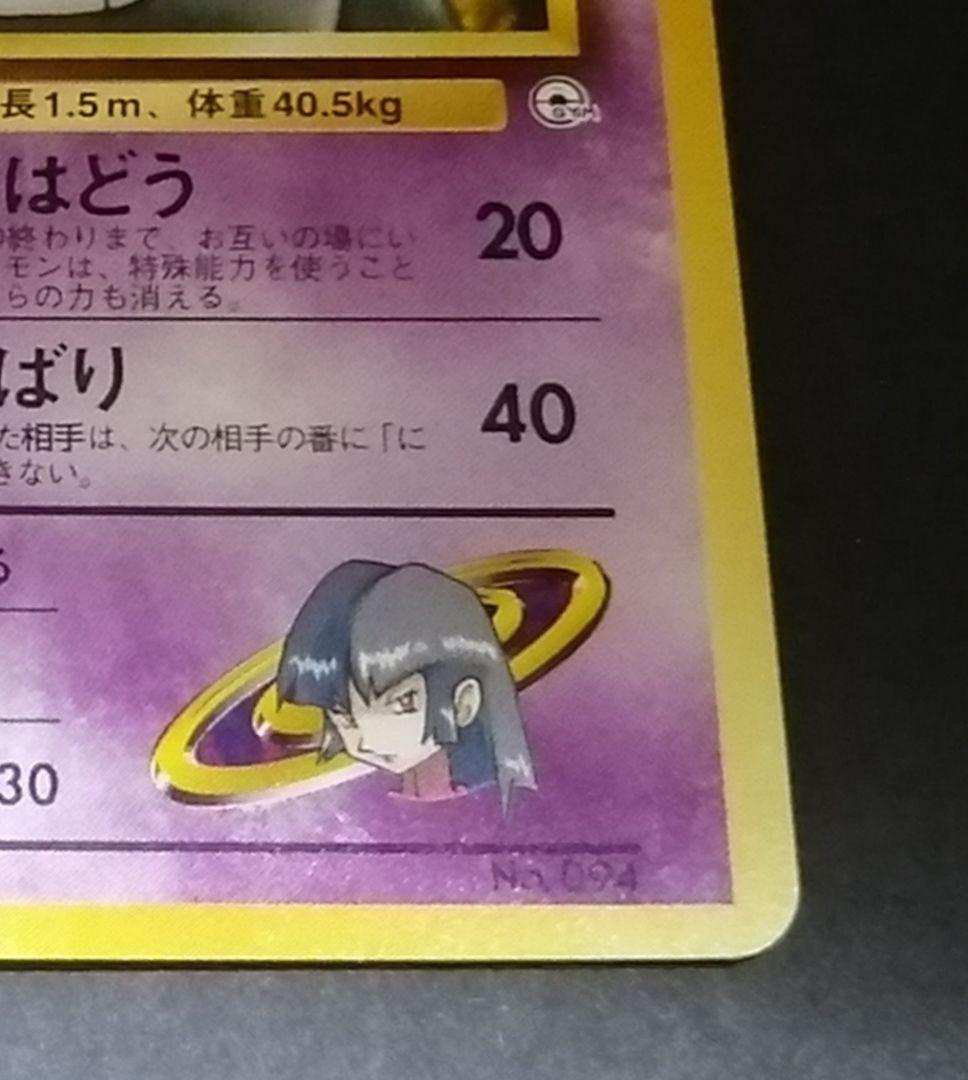 長1.5m、体重40.5kg
GYM
はどう
20
終わりまで、お互いの場にい
モンは、特殊能力を使うこと
らの力も消える。
ばり
40
た相手は、次の相手の番に「に
きない。
30
No.094